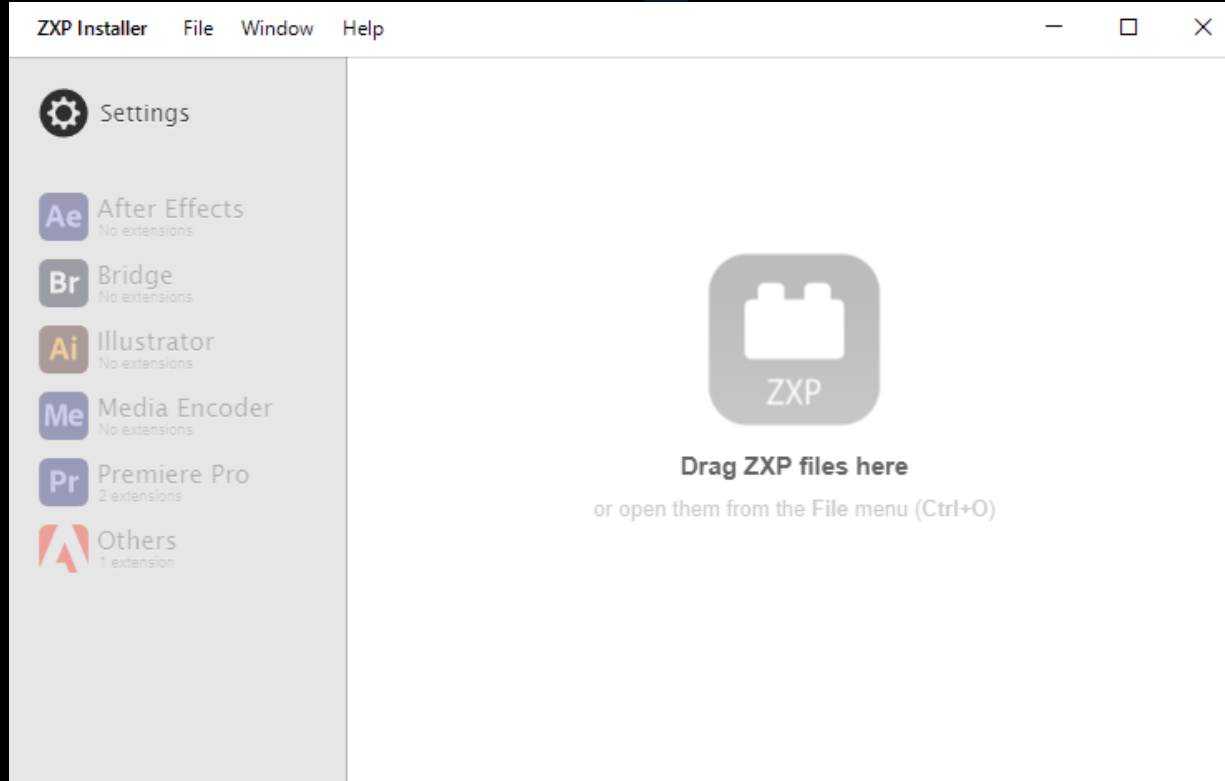 ZXP Installer File Window Help
Settings
Ae After Effects
No extensions
Br Bridge
No extensions
Ai Illustrator
No extensions
Me Media Encoder
No extensions
Pr Premiere Pro
2 extensions
Others
1 extension
ZXP
Drag ZXP files here
or open them from the File menu (Ctrl+O)